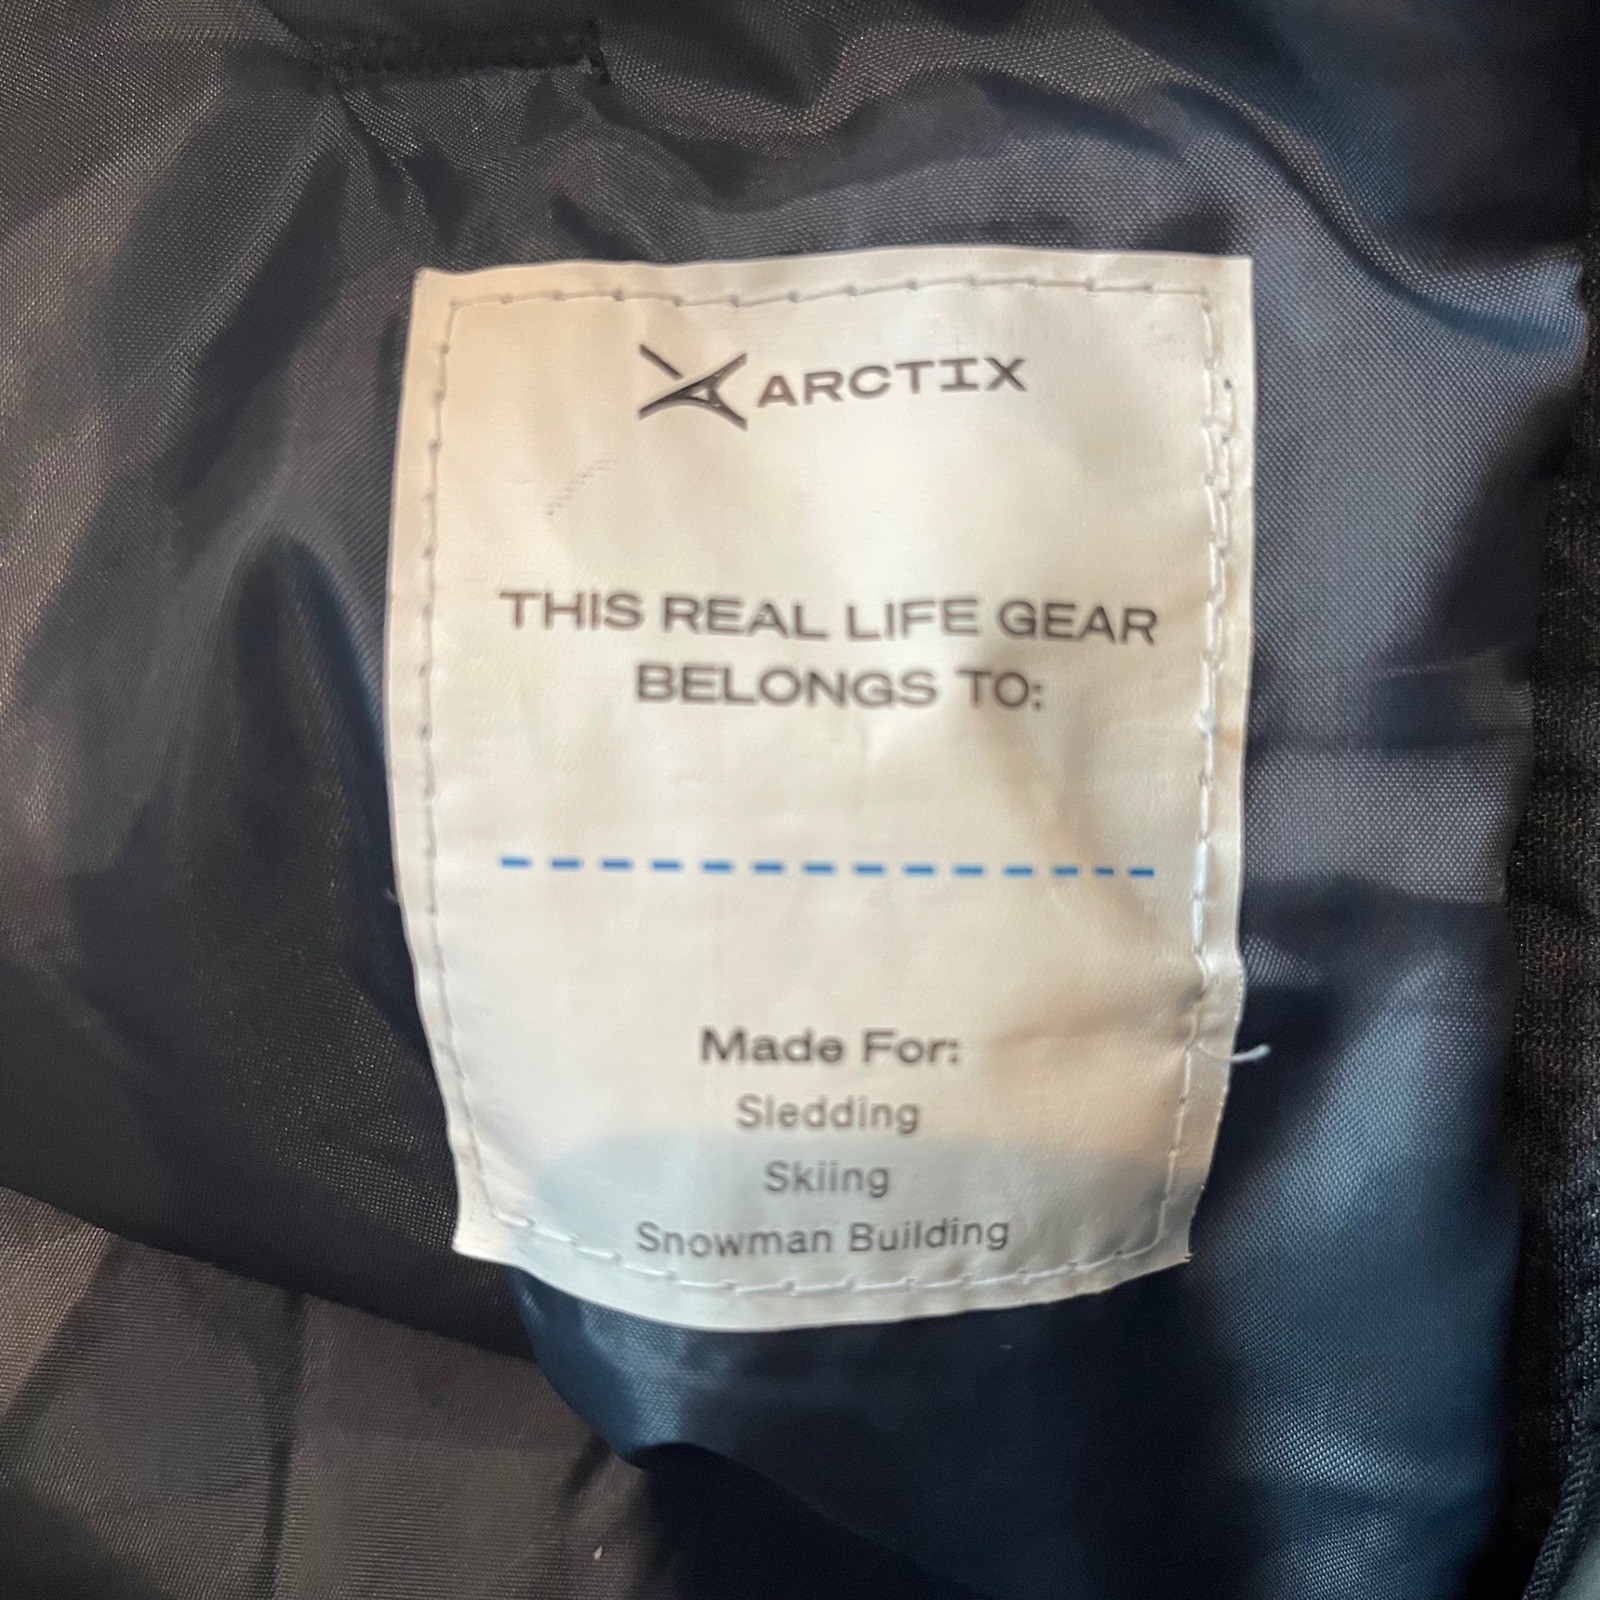 ARCTIX
THIS REAL LIFE GEAR
BELONGS TO:
Made For:
Sledding
Skiing
Snowman Building